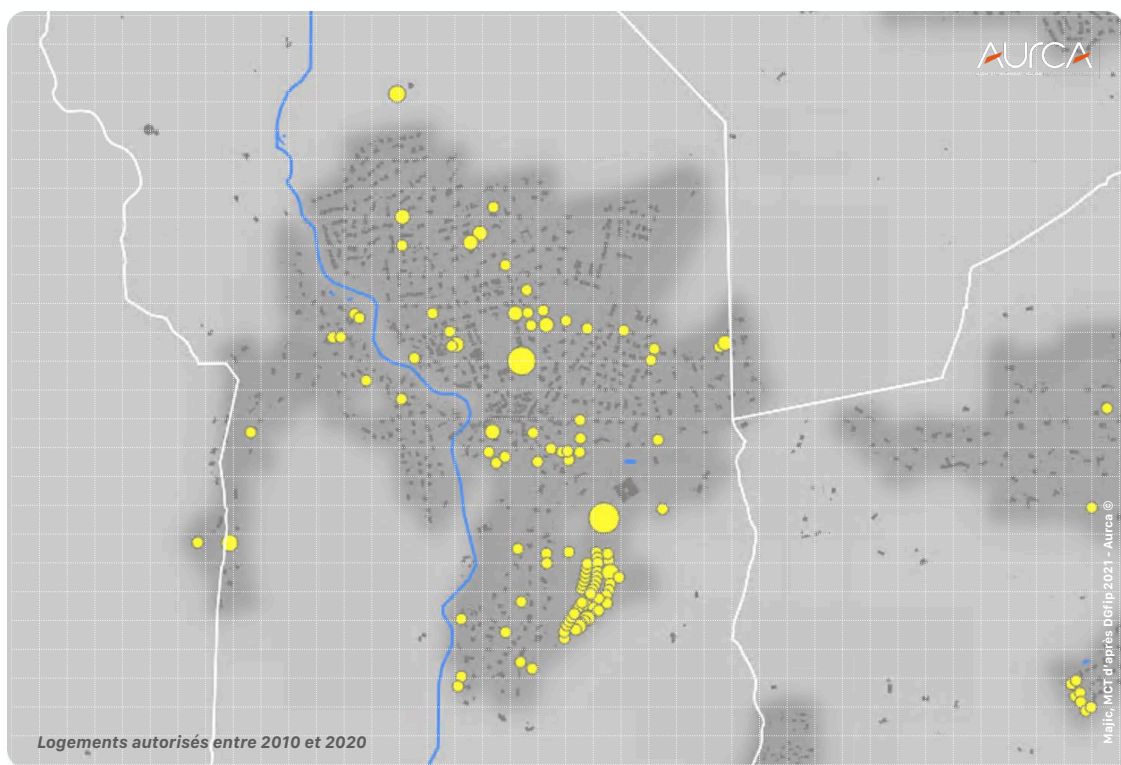 AURCA
Logements autorisés entre 2010 et 2020
Majic, MCT d'après DGfip 2021 - Aurca ©